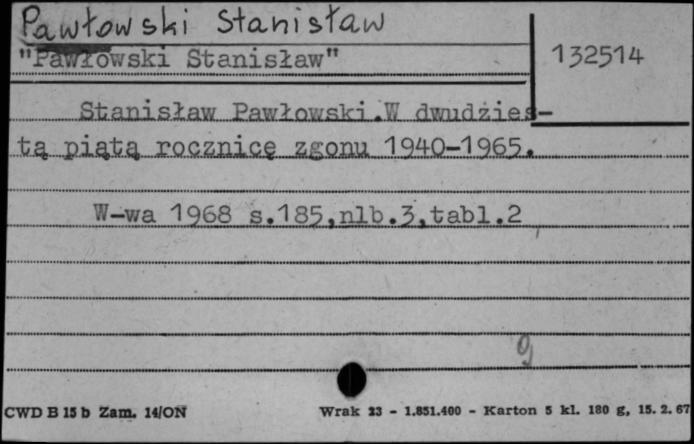 Pawłowski Stanisław
"Pawłowski Stanisław"
132514
Stanisław Pawłowski.W dwudzies-
tą piątą rocznicę zgonu 1940-1965.
W-wa 1968 s.185,nlb.3,tabl.2
9
CWD B 15 b Zam. 14/ON
Wrak 23 - 1.851.400 - Karton 5 kl. 180 g, 15. 2. 67